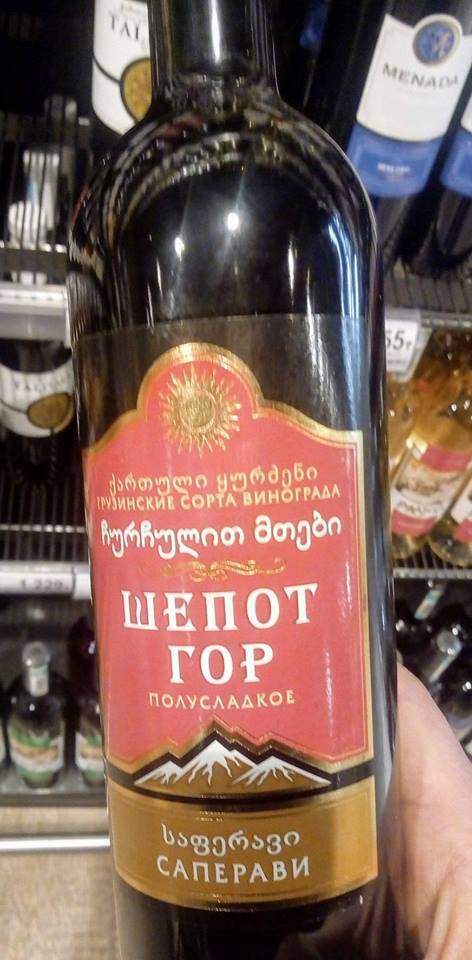 MENADA
ქართული ყურძენი
ГРУЗИНСКИЕ СОРТА ВИНОГРАДА
ჩურჩულით მთები
ШЕПОТ
ГОР
ПОЛУСЛАДКОЕ
საფერავი
САПЕРАВИ